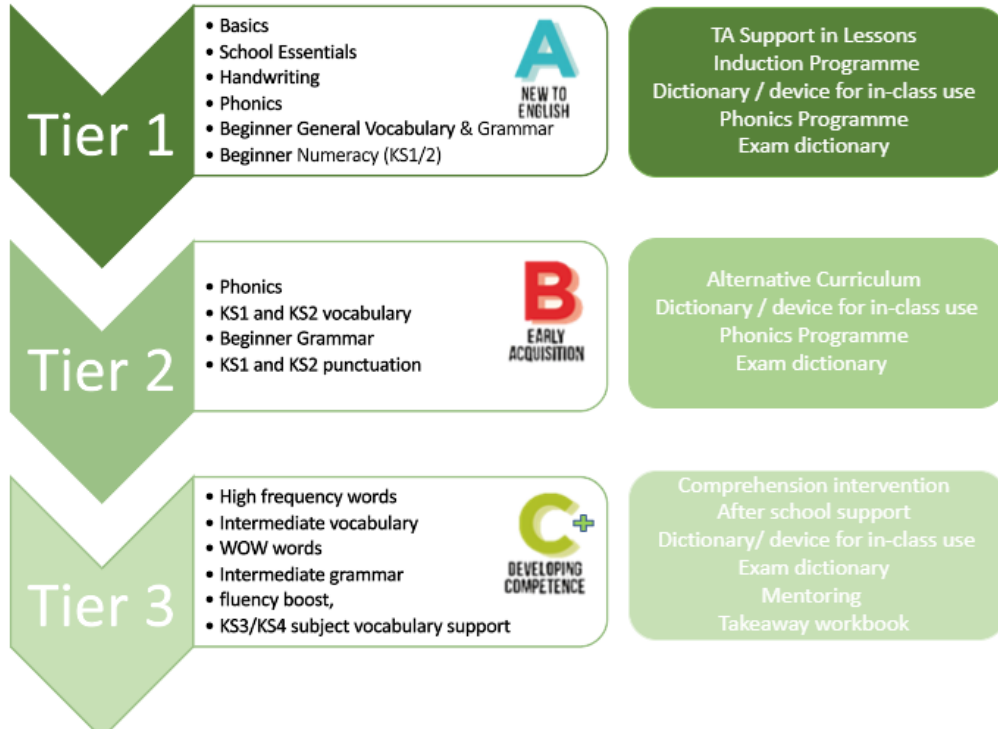 Tier 1
• Basics
• School Essentials
• Handwriting
• Phonics
• Beginner General Vocabulary & Grammar
• Beginner Numeracy (KS1/2)
A
NEW TO
ENGLISH
TA Support in Lessons
Induction Programme
Dictionary / device for in-class use
Phonics Programme
Exam dictionary
Tier 2
• Phonics
• KS1 and KS2 vocabulary
• Beginner Grammar
• KS1 and KS2 punctuation
B
EARLY
ACQUISITION
Alternative Curriculum
Dictionary / device for in-class use
Phonics Programme
Exam dictionary
Tier 3
• High frequency words
• Intermediate vocabulary
• WOW words
• Intermediate grammar
• fluency boost,
• KS3/KS4 subject vocabulary support
C+
DEVELOPING
COMPETENCE
Comprehension intervention
After school support
Dictionary/ device for in-class use
Exam dictionary
Mentoring
Takeaway workbook